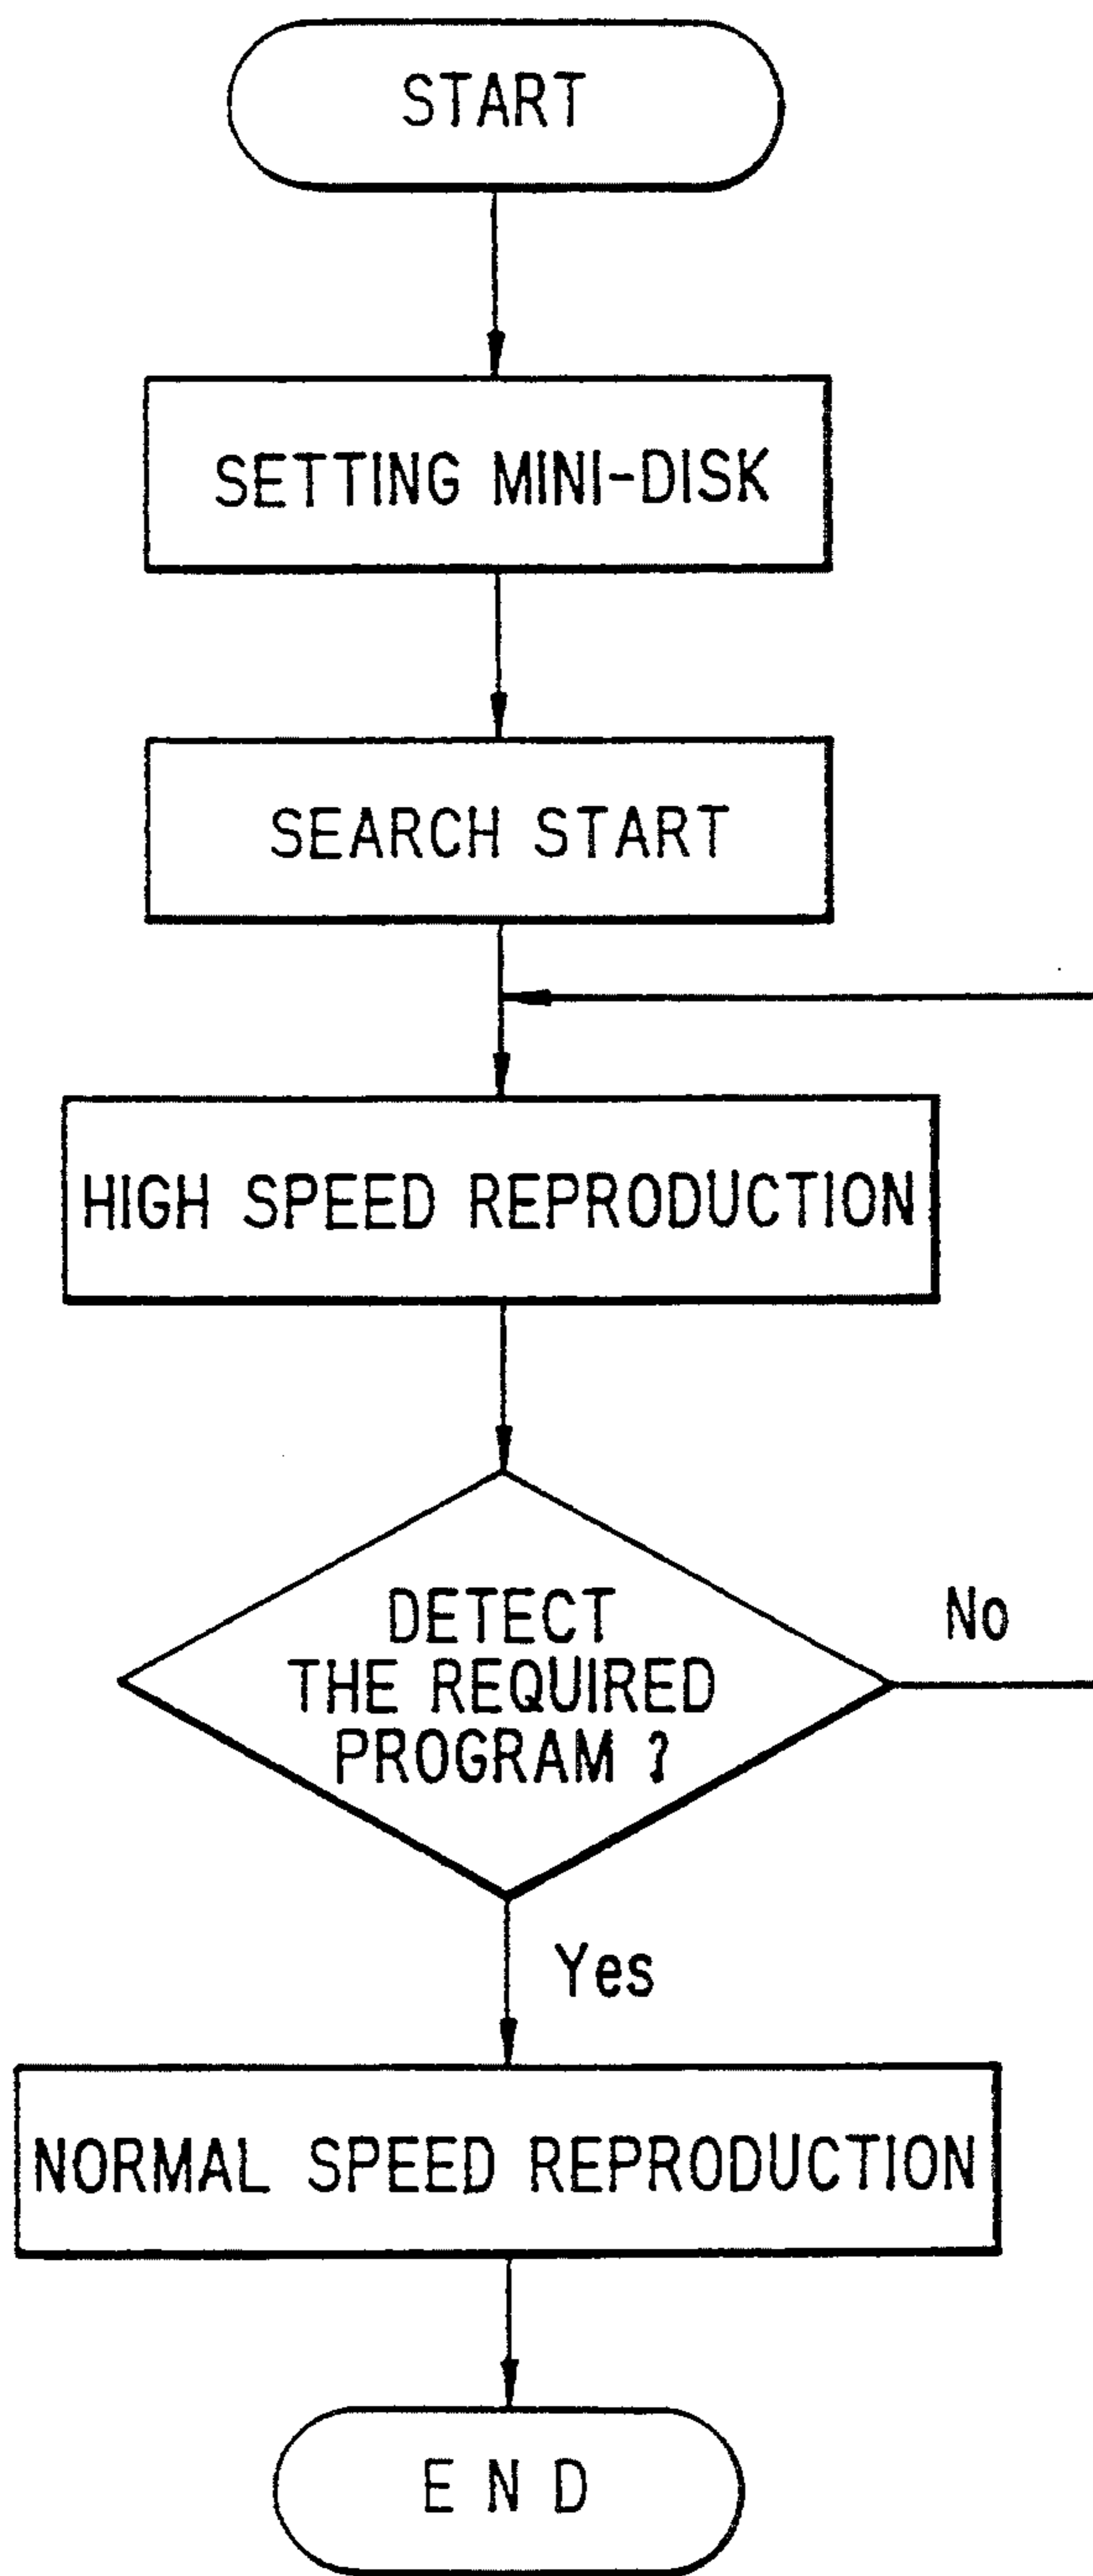 START
SETTING MINI-DISK
SEARCH START
HIGH SPEED REPRODUCTION
DETECT
THE REQUIRED
PROGRAM ?
No
Yes
NORMAL SPEED REPRODUCTION
E N D